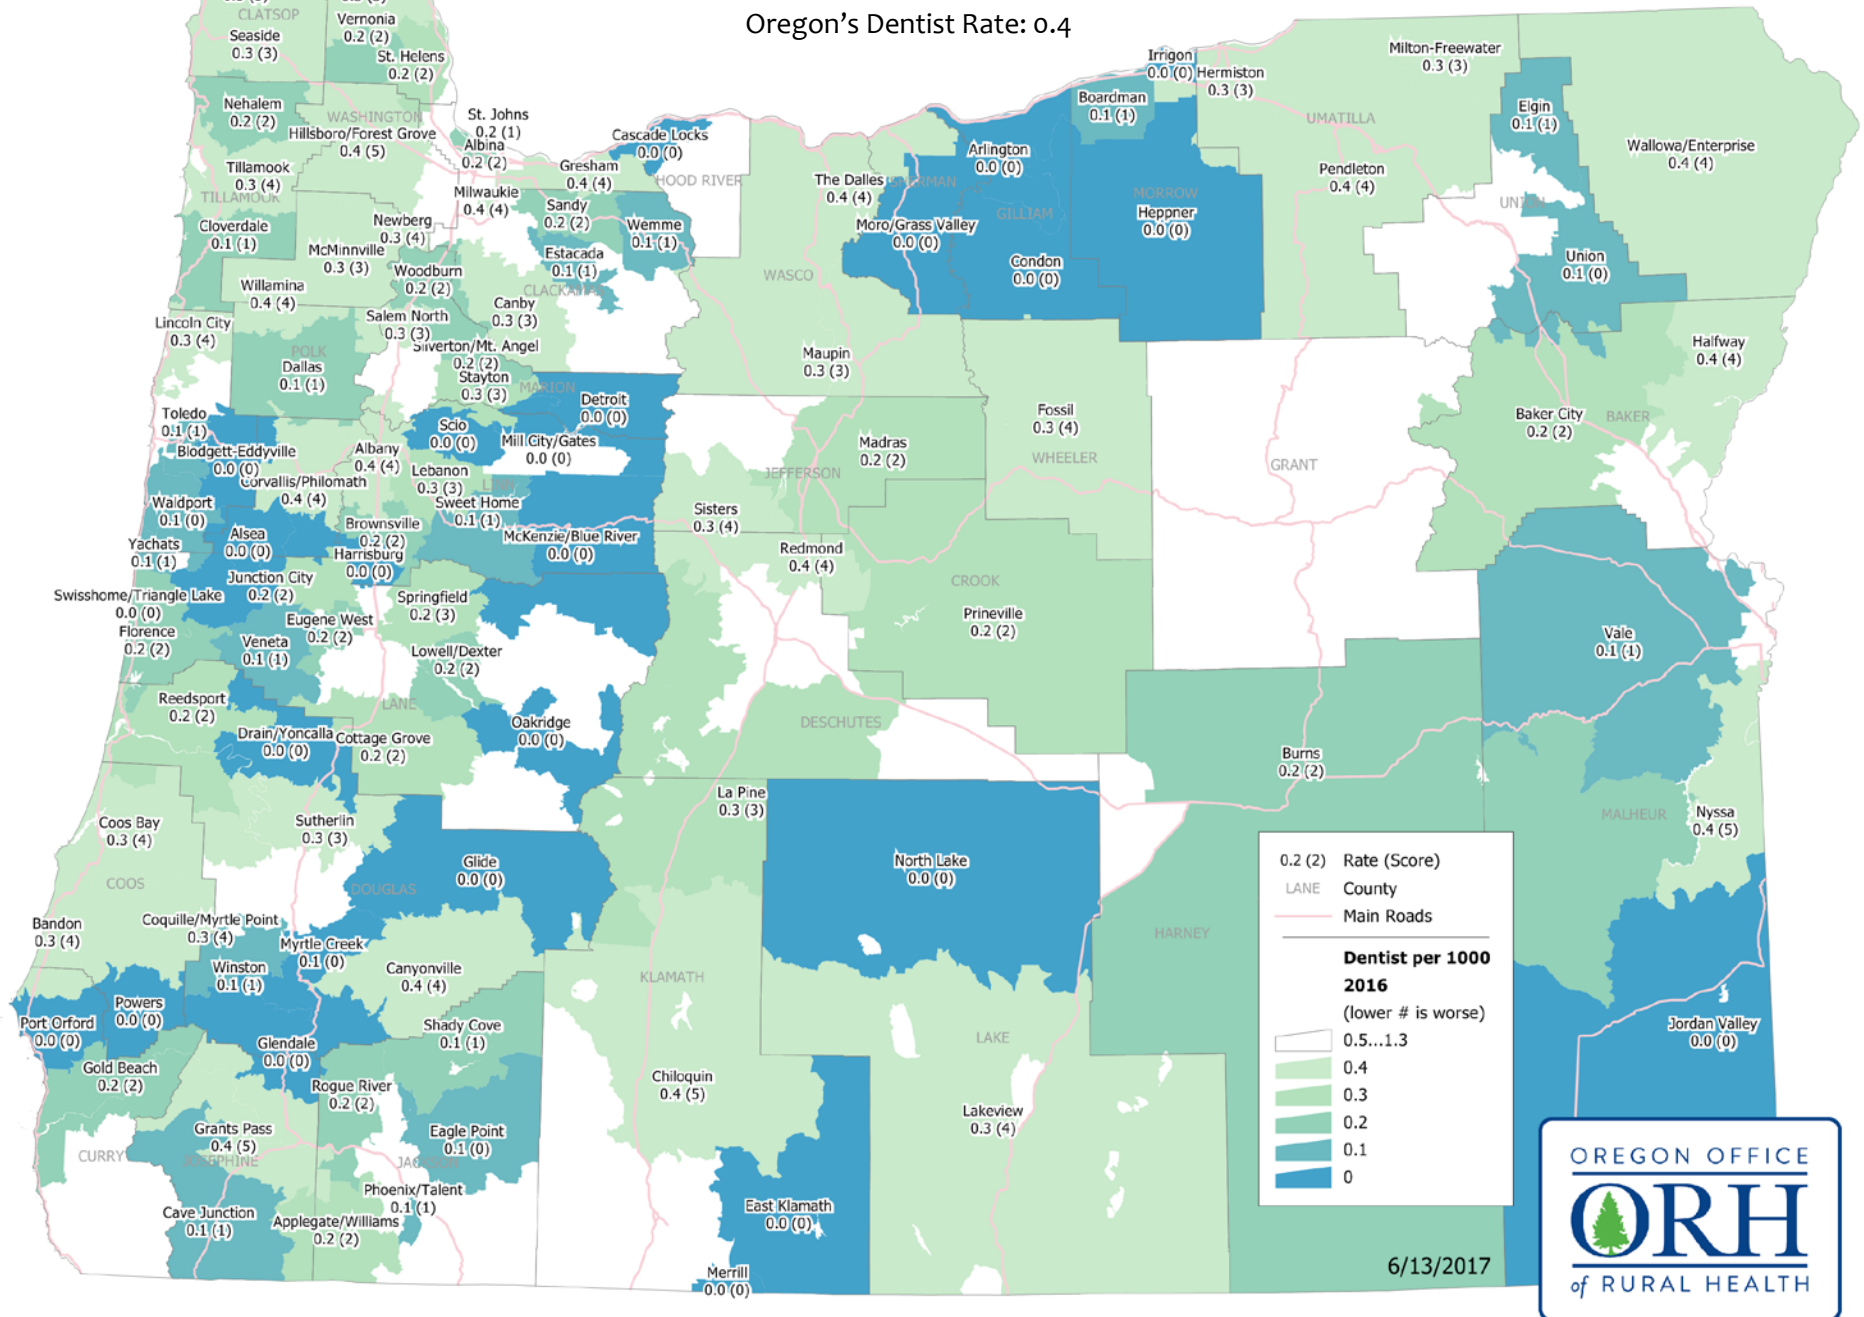 Oregon's Dentist Rate: 0.4
CLATSOP
Vernonia
0.2 (2)
Seaside
0.3 (3)
St. Helens
0.2 (2)
Irrigon
0.0 (0)
Hermiston
0.3 (3)
Milton-Freewater
0.3 (3)
Nehalem
0.2 (2)
WASHINGTON
Hillsboro/Forest Grove
0.4 (5)
St. Johns
0.2 (1)
Albina
0.2 (2)
Cascade Locks
0.0 (0)
Boardman
0.1 (1)
UMATILLA
Elgin
0.1 (1)
Wallowa/Enterprise
0.4 (4)
Tillamook
0.3 (4)
TILLAMOOK
Gresham
0.4 (4)
HOOD RIVER
The Dalles
0.4 (4)
SHERMAN
Arlington
0.0 (0)
MORROW
Pendleton
0.4 (4)
UNION
Milwaukie
0.4 (4)
Sandy
0.2 (2)
Wemme
0.1 (1)
Moro/Grass Valley
0.0 (0)
GILLIAM
Heppner
0.0 (0)
Cloverdale
0.1 (1)
Newberg
0.3 (4)
McMinnville
0.3 (3)
Estacada
0.1 (1)
CLACKAMAS
Condon
0.0 (0)
Union
0.1 (0)
Woodburn
0.2 (2)
WASCO
Willamina
0.4 (4)
Canby
0.3 (3)
Lincoln City
0.3 (4)
Salem North
0.3 (3)
Silverton/Mt. Angel
0.2 (2)
POLK
Dallas
0.1 (1)
Stayton
0.3 (3)
MARION
Maupin
0.3 (3)
Halfway
0.4 (4)
Detroit
0.0 (0)
Toledo
0.1 (1)
Scio
0.0 (0)
Mill City/Gates
0.0 (0)
Fossil
0.3 (4)
WHEELER
Baker City
0.2 (2)
BAKER
Blodgett-Eddyville
0.0 (0)
Albany
0.4 (4)
Madras
0.2 (2)
JEFFERSON
GRANT
Corvallis/Philomath
0.4 (4)
Lebanon
0.3 (3)
LINN
Sweet Home
0.1 (1)
Waldport
0.1 (0)
Sisters
0.3 (4)
Alsea
0.0 (0)
Brownsville
0.2 (2)
McKenzie/Blue River
0.0 (0)
Yachats
0.1 (1)
Harrisburg
0.0 (0)
Redmond
0.4 (4)
CROOK
Junction City
0.2 (2)
Swisshome/Triangle Lake
0.0 (0)
Springfield
0.2 (3)
Prineville
0.2 (2)
Eugene West
0.2 (2)
Florence
0.2 (2)
Veneta
0.1 (1)
Lowell/Dexter
0.2 (2)
Vale
0.1 (1)
Reedsport
0.2 (2)
LANE
Oakridge
0.0 (0)
DESCHUTES
Drain/Yoncalla
0.0 (0)
Cottage Grove
0.2 (2)
Burns
0.2 (2)
La Pine
0.3 (3)
Coos Bay
0.3 (4)
Sutherlin
0.3 (3)
MALHEUR
Nyssa
0.4 (5)
Glide
0.0 (0)
North Lake
0.0 (0)
COOS
DOUGLAS
0.2 (2) Rate (Score)
LANE County
Main Roads
Dentist per 1000
2016
(lower # is worse)
0.5...1.3
0.4
0.3
0.2
0.1
0
Bandon
0.3 (4)
Coquille/Myrtle Point
0.3 (4)
Myrtle Creek
0.1 (0)
HARNEY
Winston
0.1 (1)
Canyonville
0.4 (4)
KLAMATH
Powers
0.0 (0)
Port Orford
0.0 (0)
Glendale
0.0 (0)
Shady Cove
0.1 (1)
LAKE
Jordan Valley
0.0 (0)
Gold Beach
0.2 (2)
Rogue River
0.2 (2)
Chiloquin
0.4 (5)
Lakeview
0.3 (4)
Grants Pass
0.4 (5)
Eagle Point
0.1 (0)
CURRY
JOSEPHINE
JACKSON
Phoenix/Talent
0.1 (1)
Cave Junction
0.1 (1)
Applegate/Williams
0.2 (2)
East Klamath
0.0 (0)
Merrill
0.0 (0)
6/13/2017
OREGON OFFICE
ORH
of RURAL HEALTH